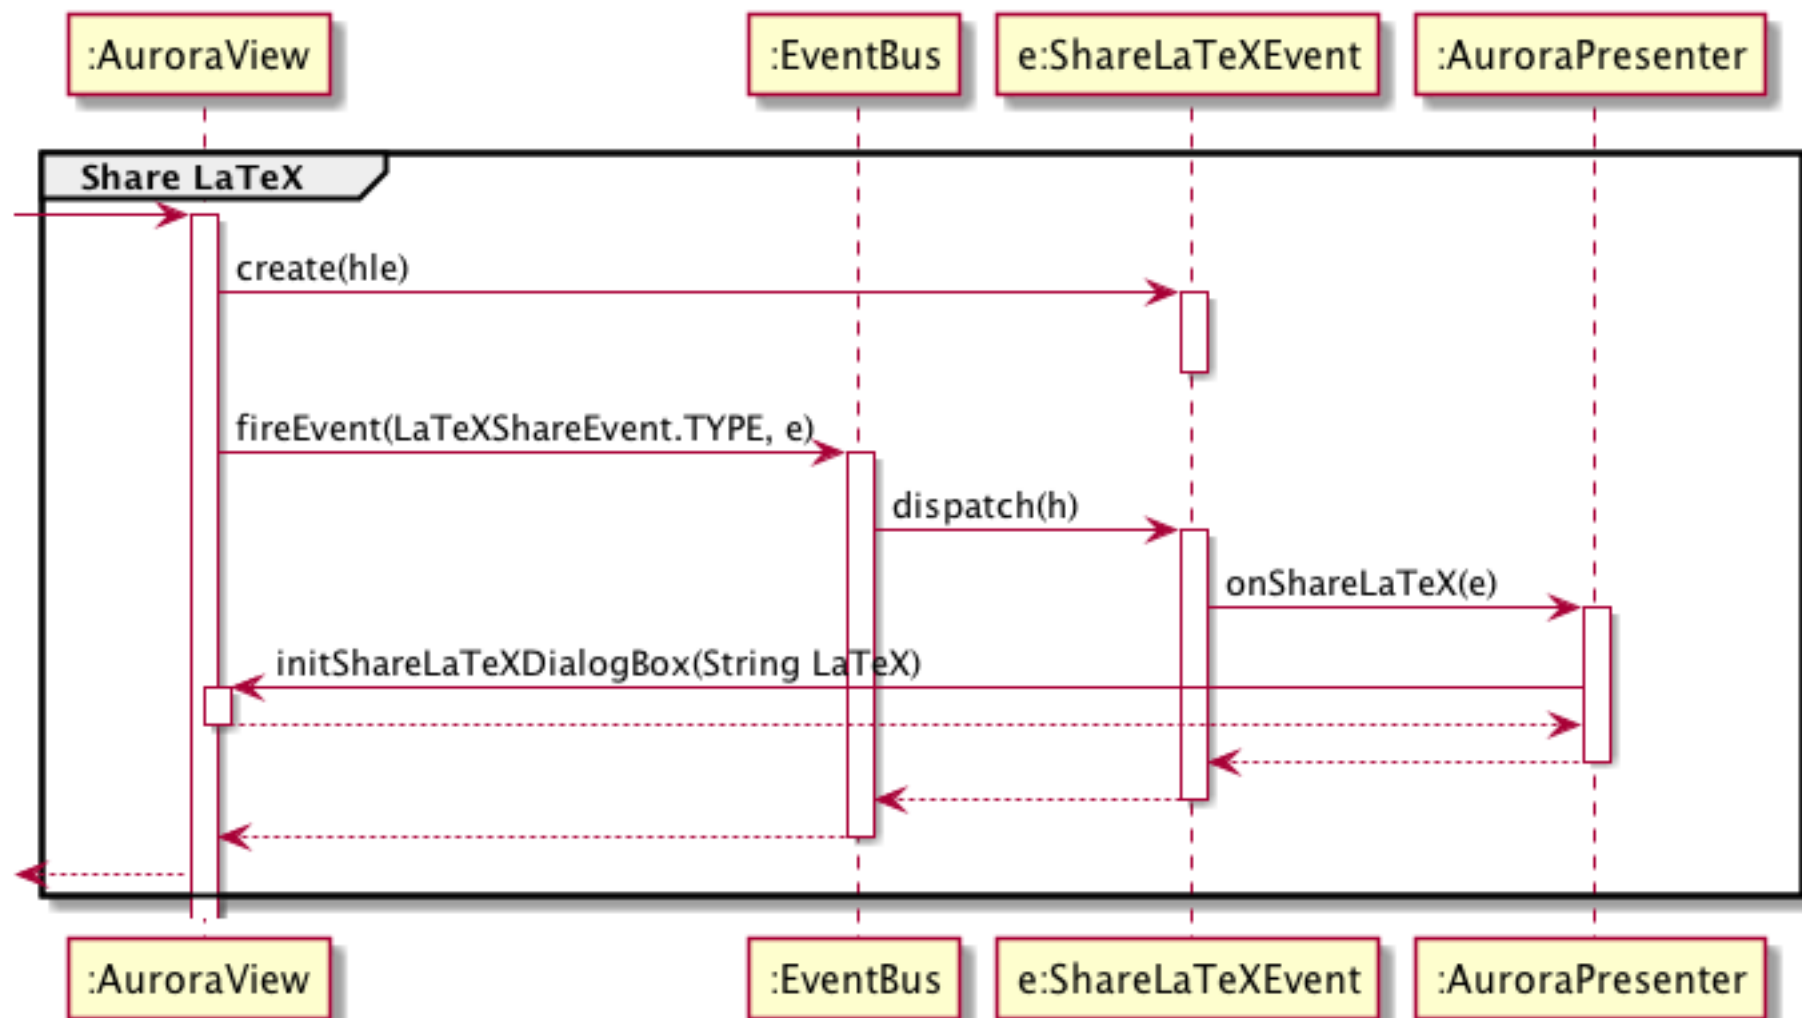 :AuroraView
:EventBus
e:ShareLaTeXEvent
:AuroraPresenter
Share LaTeX
create(hle)
fireEvent(LaTeXShareEvent.TYPE, e)
dispatch(h)
onShareLaTeX(e)
initShareLaTeXDialogBox(String LaTeX)
:AuroraView
:EventBus
e:ShareLaTeXEvent
:AuroraPresenter